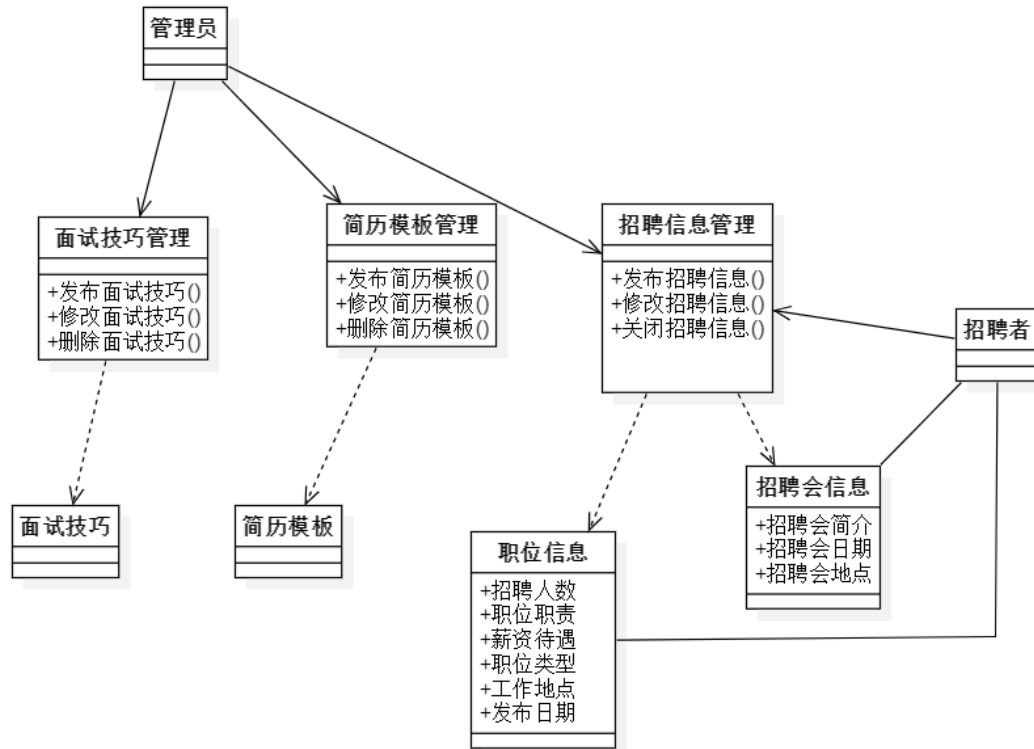 管理员
面试技巧管理
+发布面试技巧()
+修改面试技巧()
+删除面试技巧()
简历模板管理
+发布简历模板()
+修改简历模板()
+删除简历模板()
招聘信息管理
+发布招聘信息()
+修改招聘信息()
+关闭招聘信息()
招聘者
面试技巧
简历模板
职位信息
+招聘人数
+职位职责
+薪资待遇
+职位类型
+工作地点
+发布日期
招聘会信息
+招聘会简介
+招聘会日期
+招聘会地点